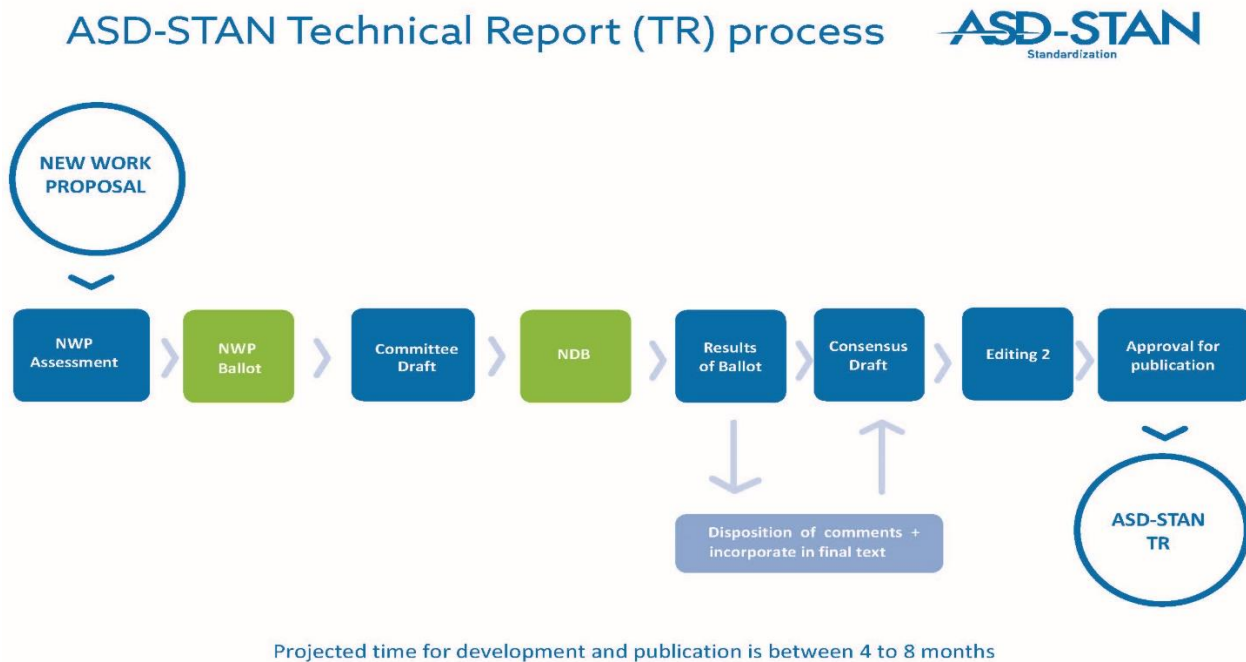 ASD-STAN Technical Report (TR) process
ASD-STAN
Standardization
NEW WORK
PROPOSAL
NWP
Assessment
NWP
Ballot
Committee
Draft
NDB
Results
of Ballot
Consensus
Draft
Editing 2
Approval for
publication
Disposition of comments +
incorporate in final text
ASD-STAN
TR
Projected time for development and publication is between 4 to 8 months